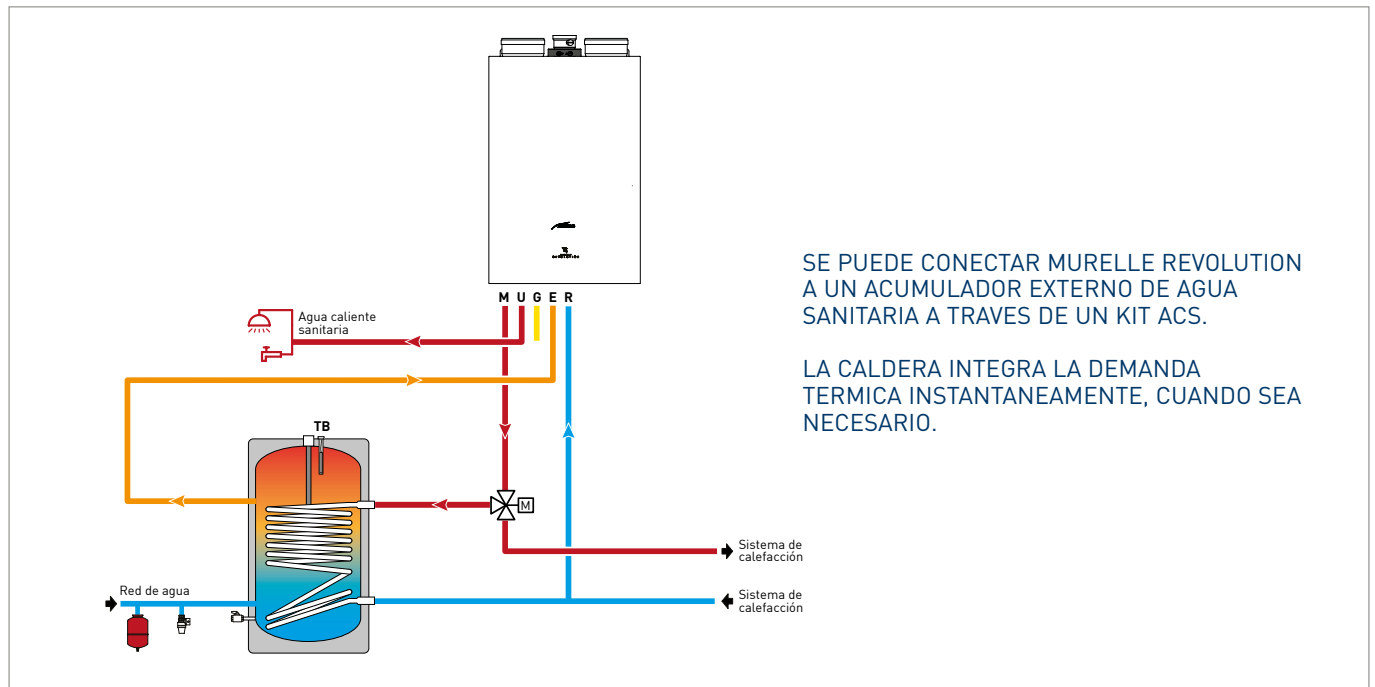 M U G E R
Agua caliente
sanitaria
TB
M
Red de agua
Sistema de
calefacción
Sistema de
calefacción
SE PUEDE CONECTAR MURELLE REVOLUTION
A UN ACUMULADOR EXTERNO DE AGUA
SANITARIA A TRAVES DE UN KIT ACS.
LA CALDERA INTEGRA LA DEMANDA
TERMICA INSTANTANEAMENTE, CUANDO SEA
NECESARIO.